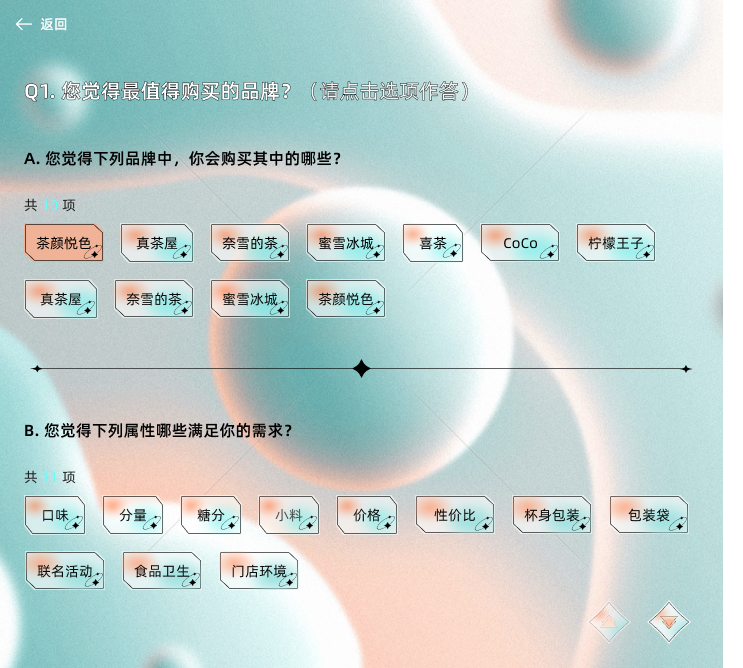 返回
Q1. 您觉得最值得购买的品牌？（请点击选项作答）
A. 您觉得下列品牌中，你会购买其中的哪些？
共 项
茶颜悦色 真茶屋 奈雪的茶 蜜雪冰城 喜茶 CoCo 柠檬王子
真茶屋 奈雪的茶 蜜雪冰城 茶颜悦色
B. 您觉得下列属性哪些满足你的需求？
共 11 项
口味 分量 糖分 小料 价格 性价比 杯身包装 包装袋
联名活动 食品卫生 门店环境